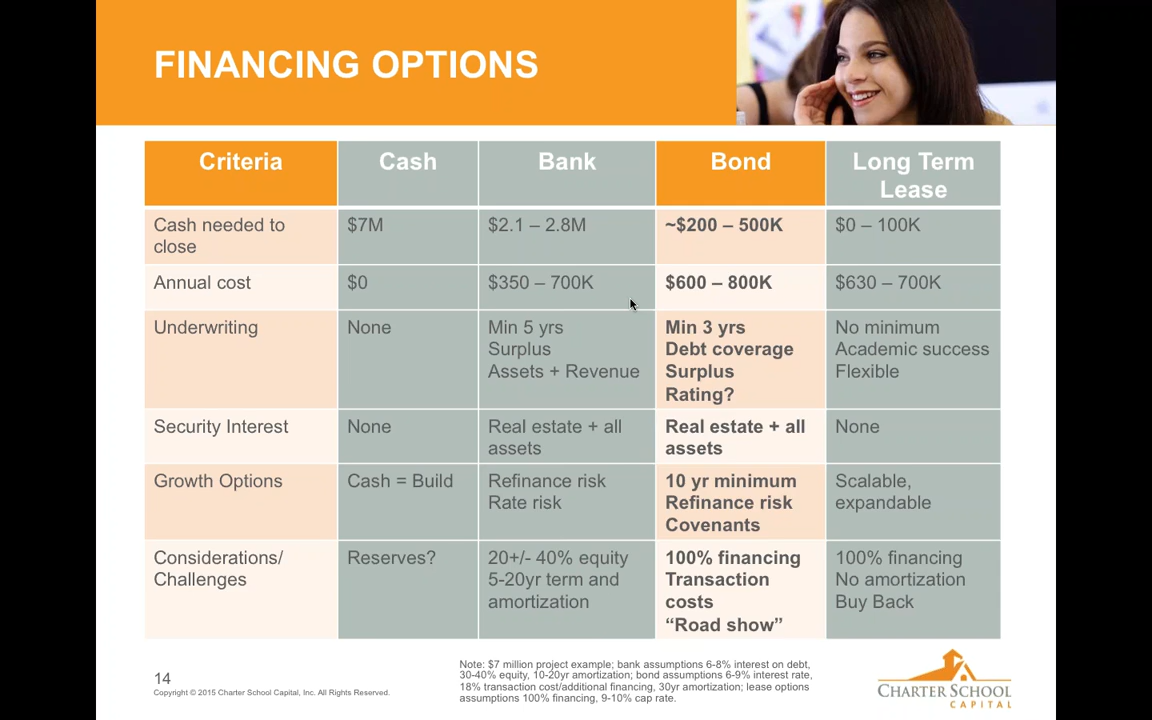 FINANCING OPTIONS
Criteria
Cash
Bank
Bond
Long Term
Lease
Cash needed to
close
$7M
$2.1 – 2.8M
~$200 – 500K
$0 – 100K
Annual cost
$0
$350 – 700K
$600 – 800K
$630 – 700K
Underwriting
None
Min 5 yrs
Surplus
Assets + Revenue
Min 3 yrs
Debt coverage
Surplus
Rating?
No minimum
Academic success
Flexible
Security Interest
None
Real estate + all
assets
Real estate + all
assets
None
Growth Options
Cash = Build
Refinance risk
Rate risk
10 yr minimum
Refinance risk
Covenants
Scalable,
expandable
Considerations/
Challenges
Reserves?
20+/- 40% equity
5-20yr term and
amortization
100% financing
Transaction
costs
“Road show”
100% financing
No amortization
Buy Back
14
Copyright © 2015 Charter School Capital, Inc. All Rights Reserved.
Note: $7 million project example; bank assumptions 6-8% interest on debt,
30-40% equity, 10-20yr amortization; bond assumptions 6-9% interest rate,
18% transaction cost/additional financing, 30yr amortization; lease options
assumptions 100% financing, 9-10% cap rate.
CHARTER SCHOOL
CAPITAL